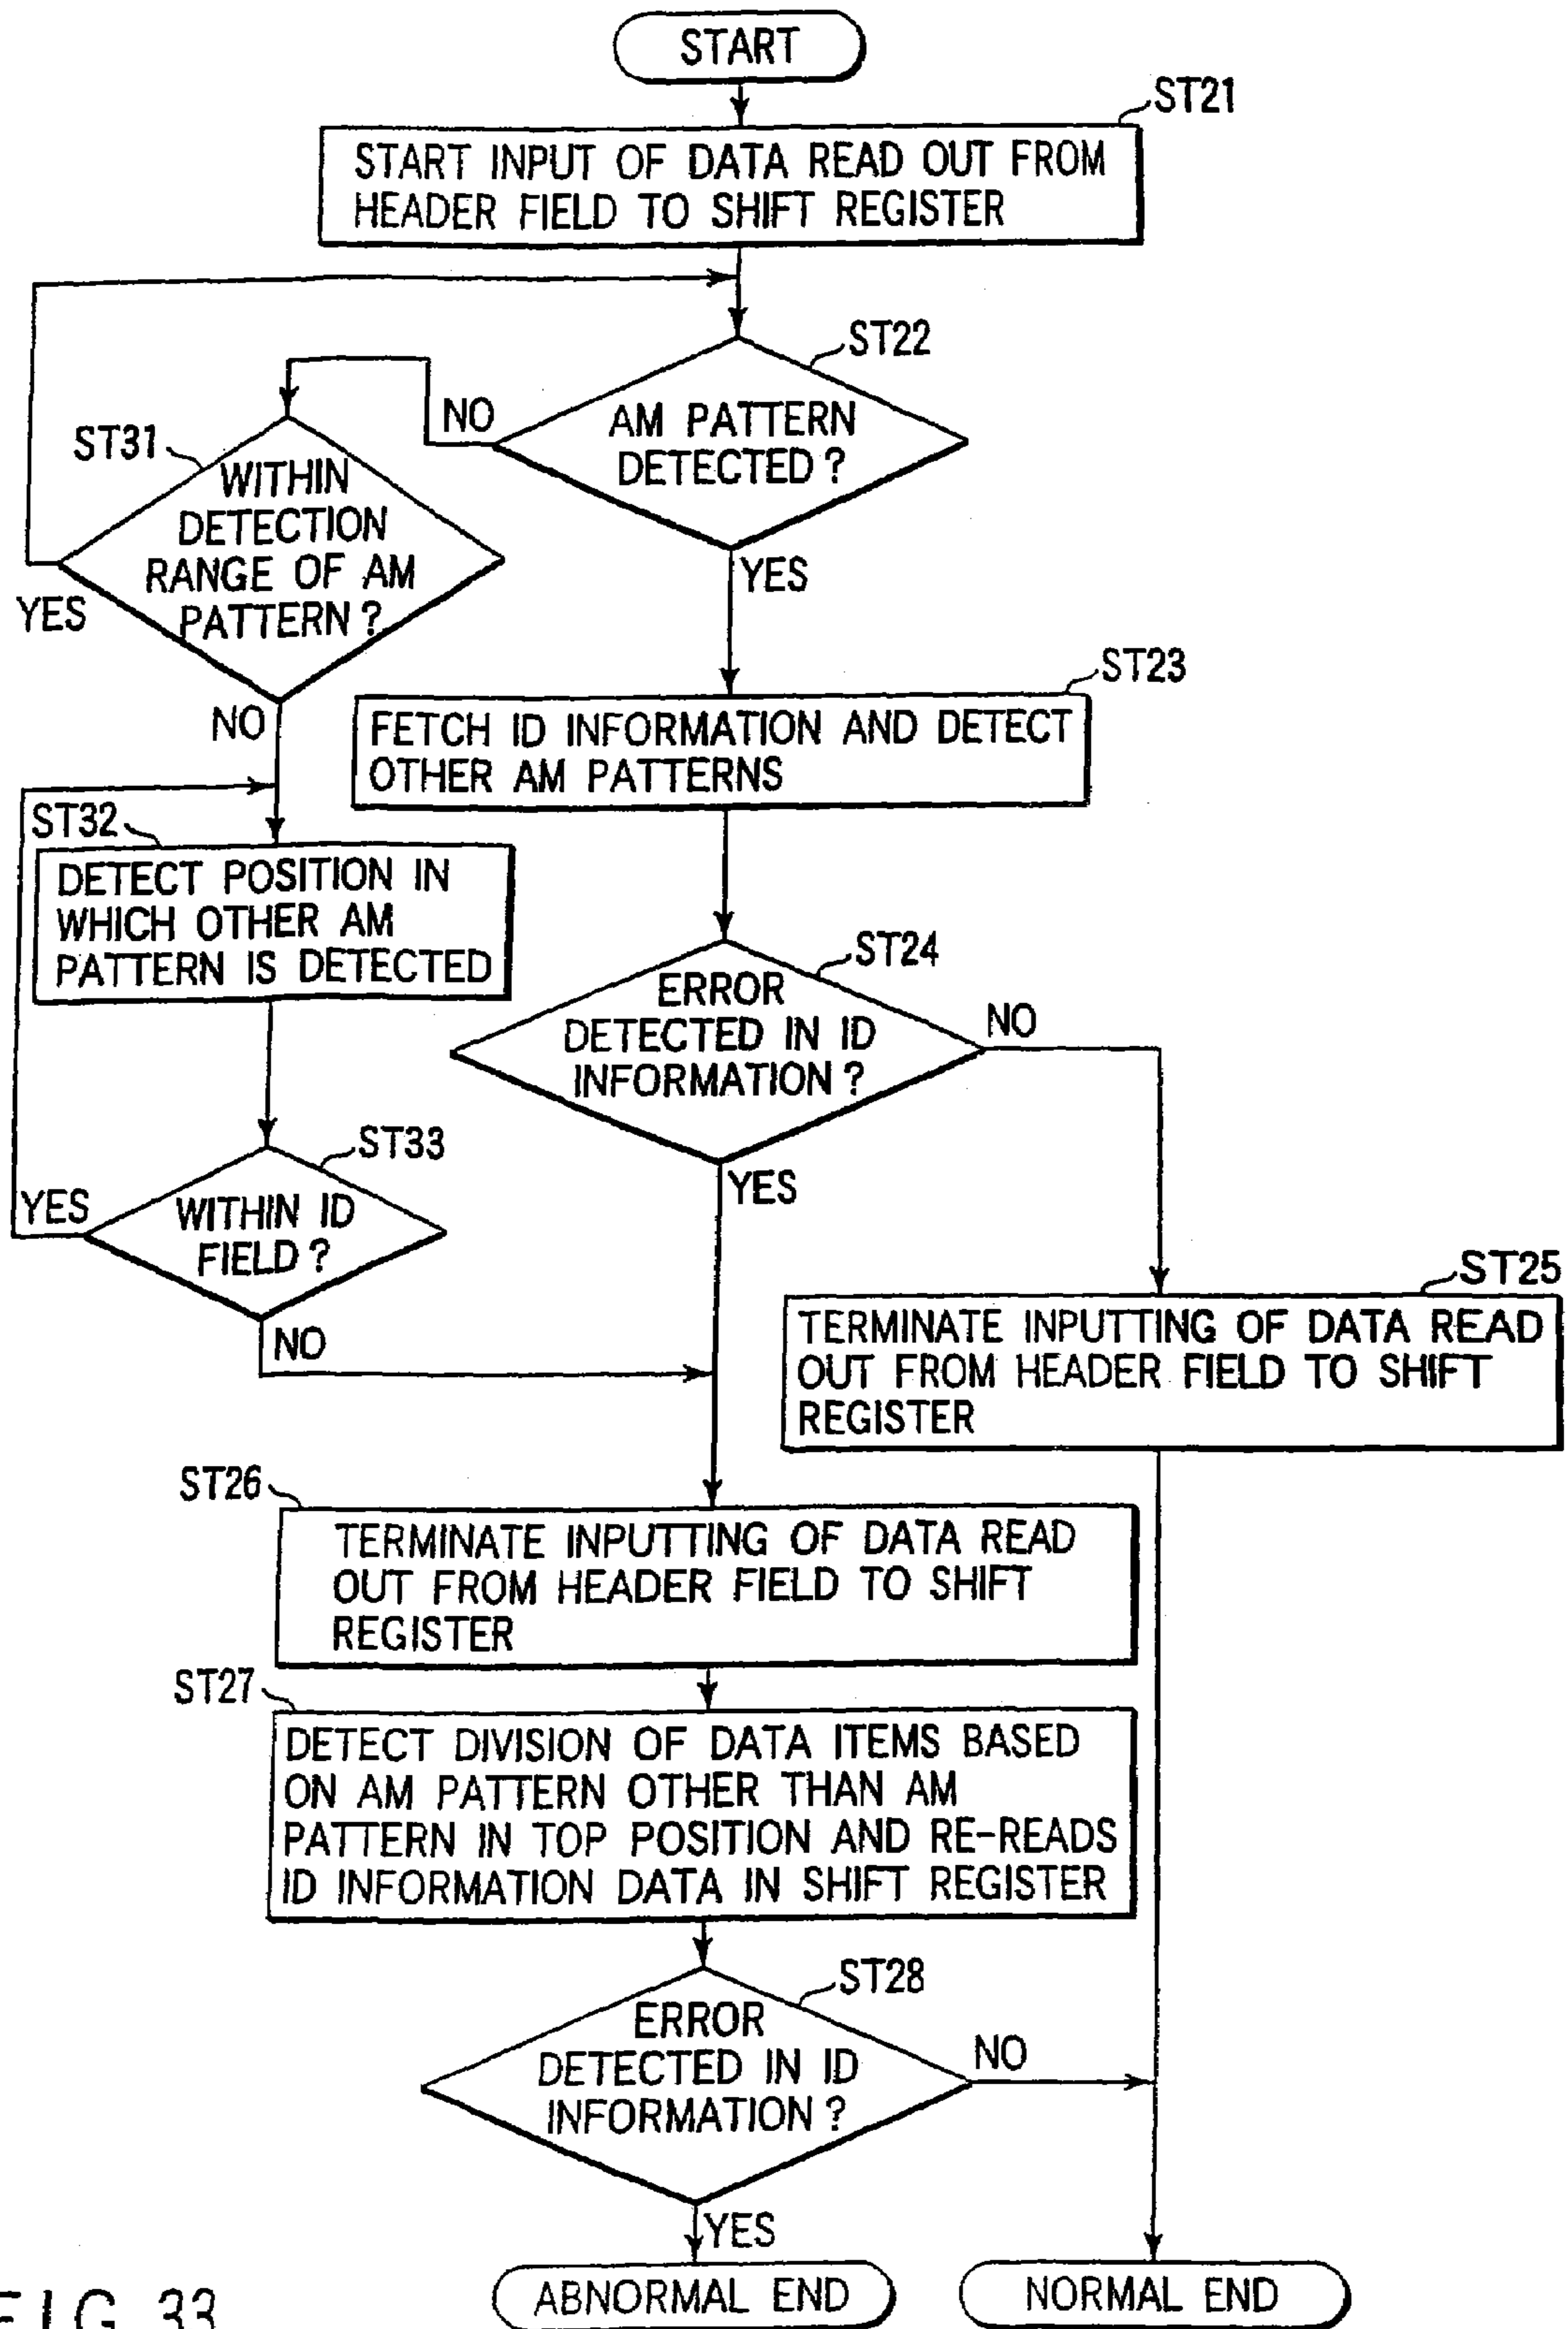 START
ST21
START INPUT OF DATA READ OUT FROM
HEADER FIELD TO SHIFT REGISTER
ST22
AM PATTERN
DETECTED?
NO
YES
ST31
WITHIN
DETECTION
RANGE OF AM
PATTERN?
YES
NO
ST23
FETCH ID INFORMATION AND DETECT
OTHER AM PATTERNS
ST32
DETECT POSITION IN
WHICH OTHER AM
PATTERN IS DETECTED
ST24
ERROR
DETECTED IN ID
INFORMATION?
NO
YES
ST33
WITHIN ID
FIELD?
YES
NO
ST25
TERMINATE INPUTTING OF DATA READ
OUT FROM HEADER FIELD TO SHIFT
REGISTER
ST26
TERMINATE INPUTTING OF DATA READ
OUT FROM HEADER FIELD TO SHIFT
REGISTER
ST27
DETECT DIVISION OF DATA ITEMS BASED
ON AM PATTERN OTHER THAN AM
PATTERN IN TOP POSITION AND RE-READS
ID INFORMATION DATA IN SHIFT REGISTER
ST28
ERROR
DETECTED IN ID
INFORMATION?
NO
YES
ABNORMAL END
NORMAL END
FIG. 33